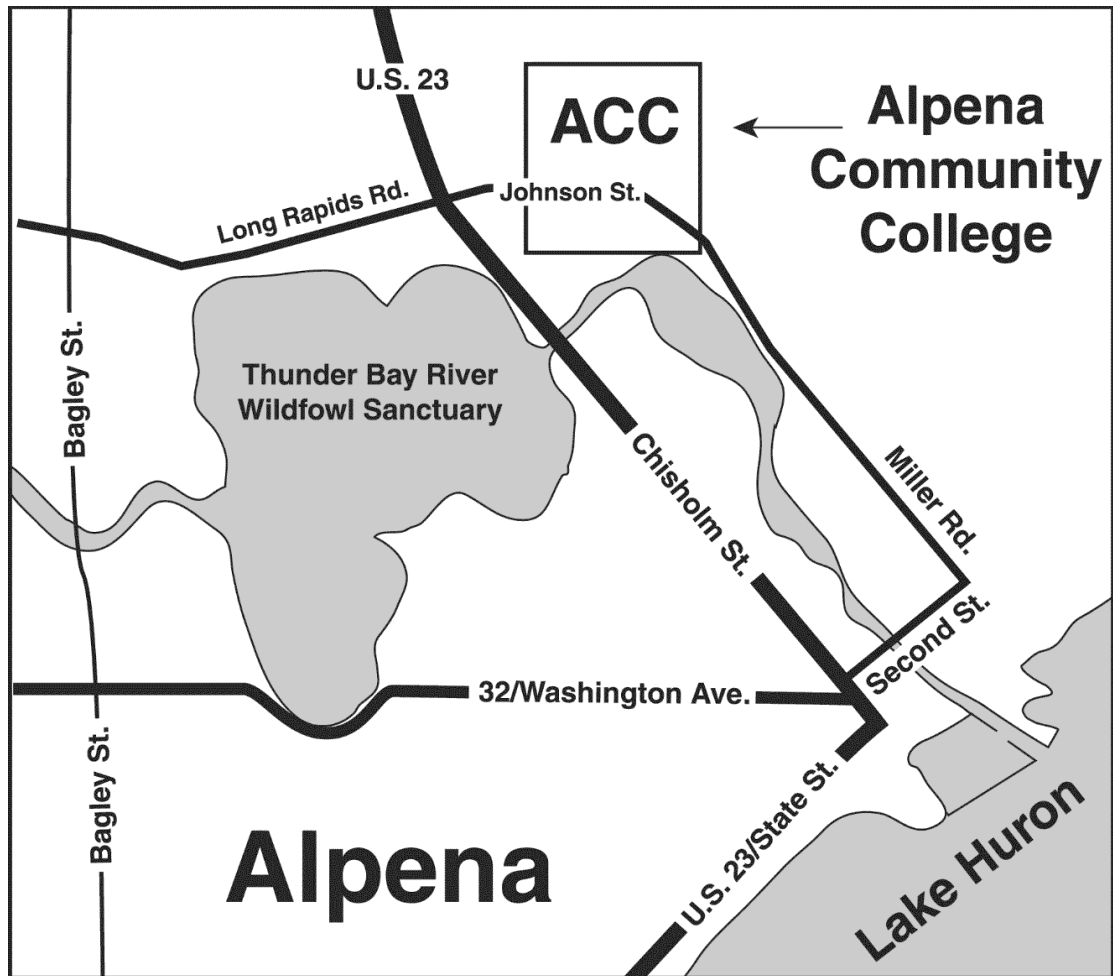 U.S. 23
ACC
Alpena
Community
College
Long Rapids Rd.
Johnson St.
Bagley St.
Thunder Bay River
Wildfowl Sanctuary
Chisholm St.
Miller Rd.
Second St.
32/Washington Ave.
Bagley St.
U.S. 23/State St.
Alpena
Lake Huron